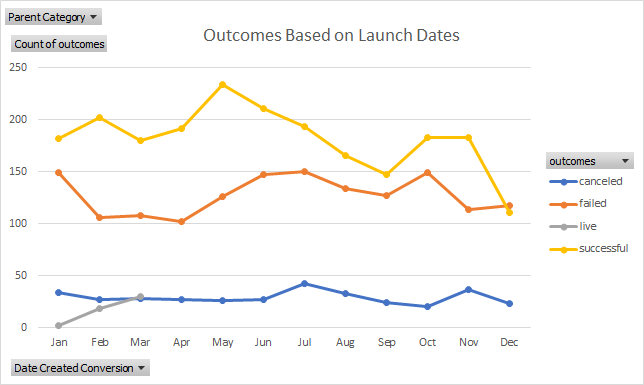 Parent Category
Count of outcomes
Outcomes Based on Launch Dates
250
200
150
100
50
0
Jan Feb Mar Apr May Jun Jul Aug Sep Oct Nov Dec
outcomes
canceled
failed
live
successful
Date Created Conversion